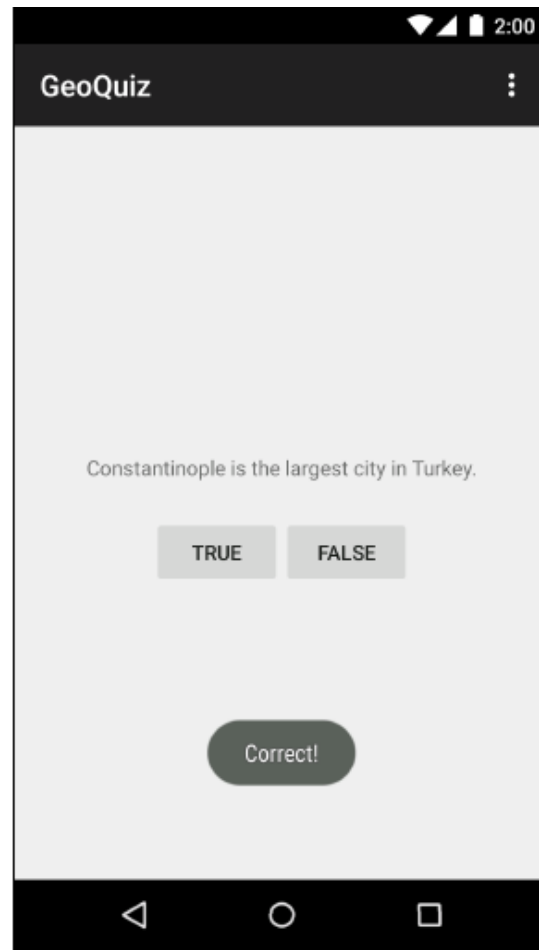 2:00
GeoQuiz
Constantinople is the largest city in Turkey.
TRUE FALSE
Correct!